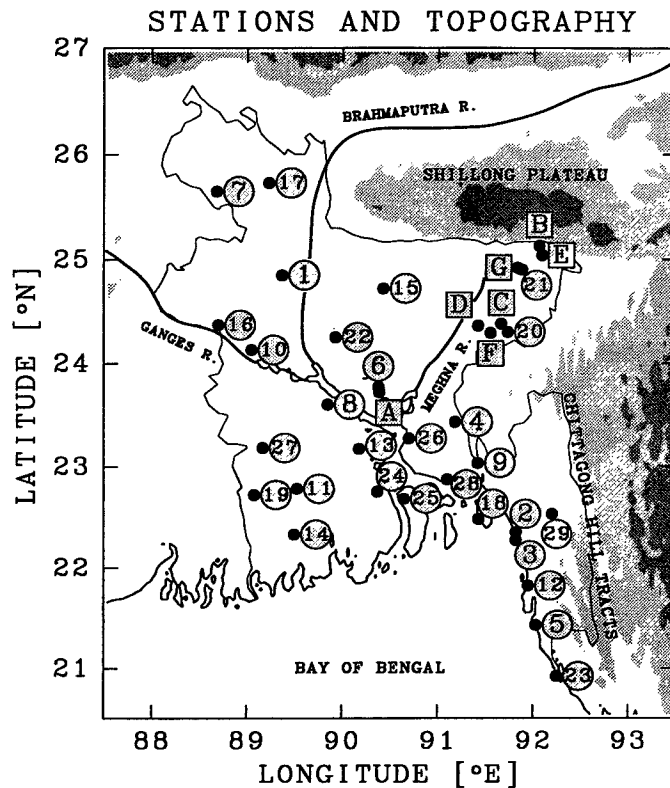 STATIONS AND TOPOGRAPHY
27
BRAHMAPUTRA R.
26
SHILLONG PLATEAU
7
17
B
E
25
G
1
15
21
D
C
GANGES R.
16
22
20
10
24
6
F
MEGHNA R.
8
A
4
13
26
9
27
23
24
28
19
11
25
18
2
14
29
3
22
CHITTAGONG HILL TRACTS
12
5
21
BAY OF BENGAL
23
88
89
90
91
92
93
LATITUDE [°N]
LONGITUDE [°E]